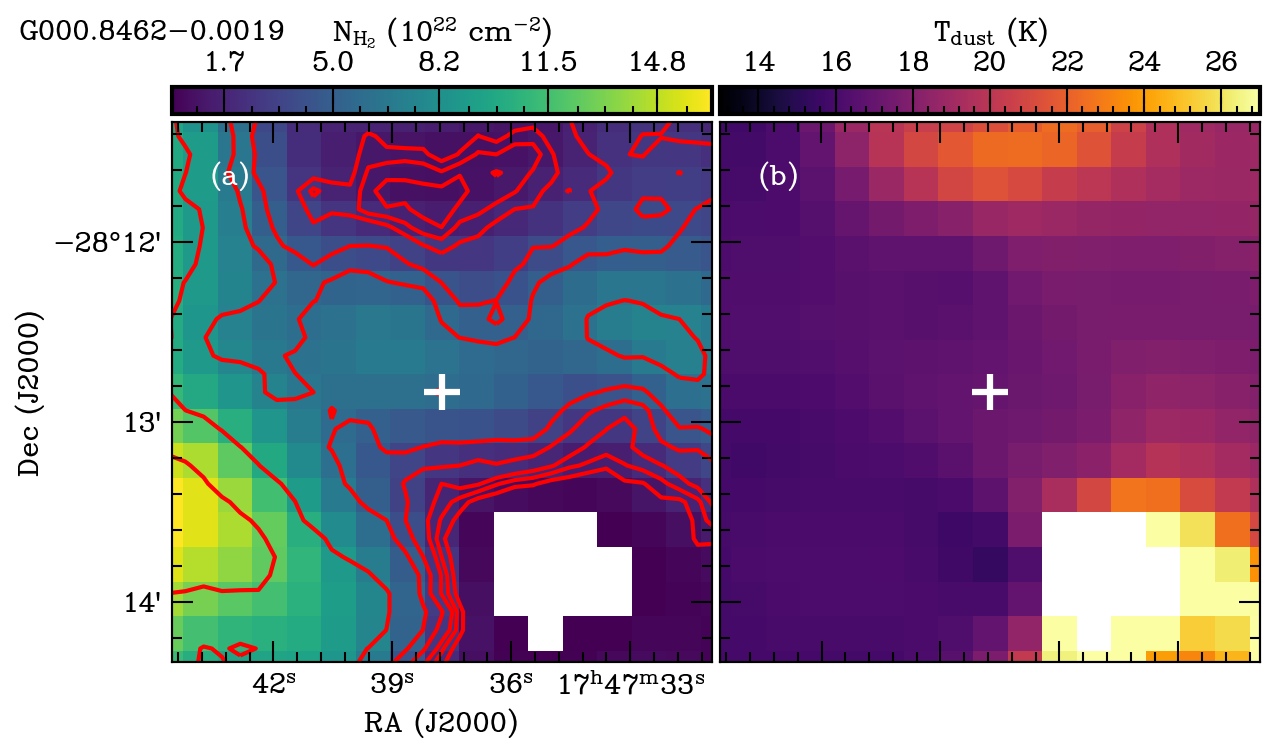 G000.8462−0.0019 N_H₂ (10²² cm⁻²) T_dust (K)
1.7 5.0 8.2 11.5 14.8 14 16 18 20 22 24 26
(a) (b)
−28°12'
13'
14'
Dec (J2000)
42ˢ 39ˢ 36ˢ 17ʰ47ᵐ33ˢ
RA (J2000)